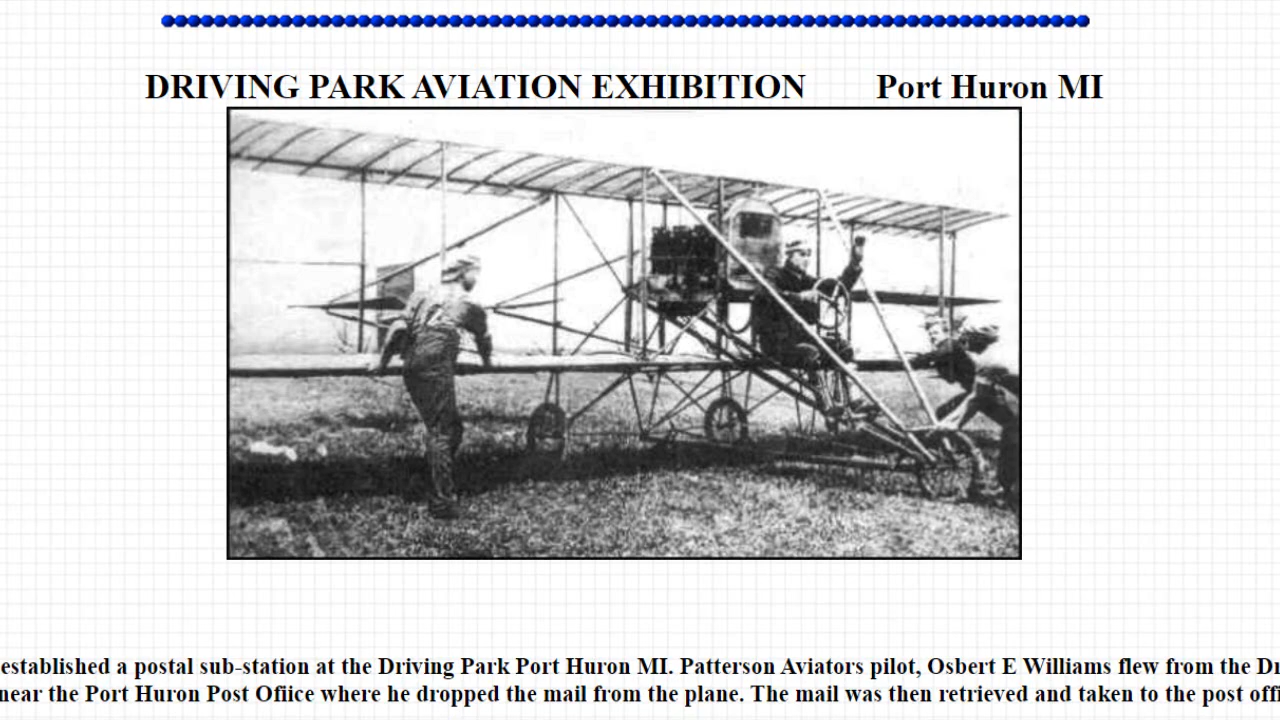 DRIVING PARK AVIATION EXHIBITION Port Huron MI
established a postal sub-station at the Driving Park Port Huron MI. Patterson Aviators pilot, Osbert E Williams flew from the
near the Port Huron Post Ofiice where he dropped the mail from the plane. The mail was then retrieved and taken to the post